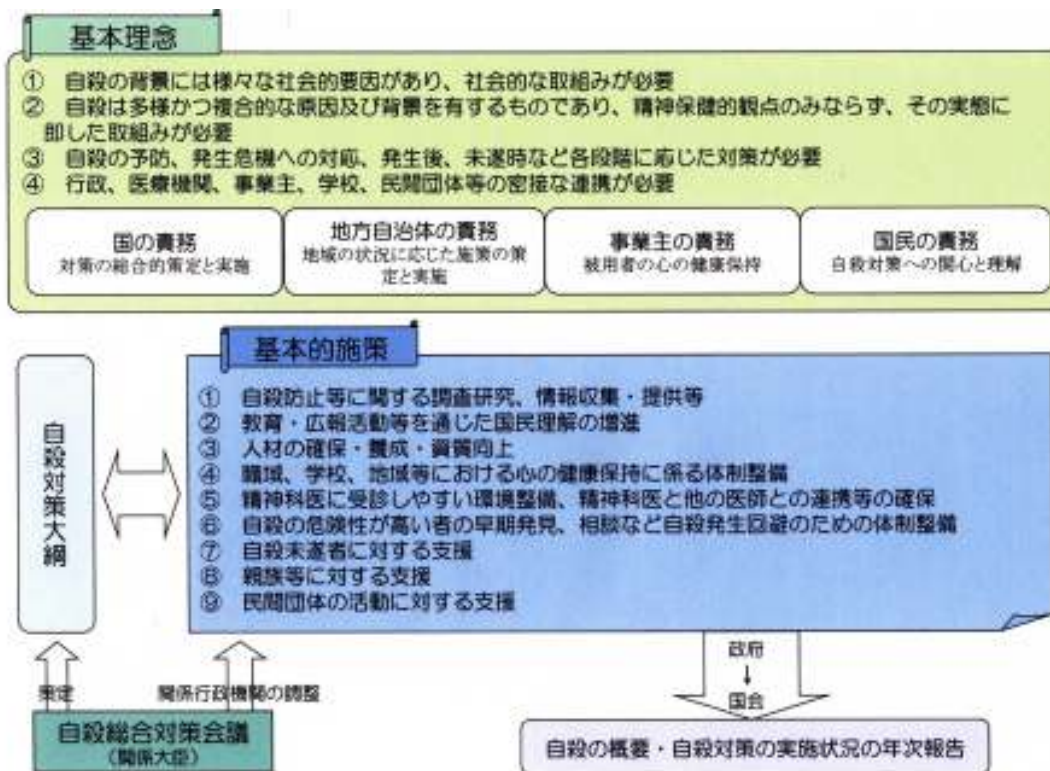 基本理念
① 自殺の背景には様々な社会的要因があり、社会的な取組みが必要
② 自殺は多様かつ複合的な原因及び背景を有するものであり、精神保健的観点のみならず、その実態に
即した取組みが必要
③ 自殺の予防、発生危機への対応、発生後、未遂時など各段階に応じた対策が必要
④ 行政、医療機関、事業主、学校、民間団体等の密接な連携が必要
国の責務
対策の総合的策定と実施
地方自治体の責務
地域の状況に応じた施策の策
定と実施
事業主の責務
被用者の心の健康保持
国民の責務
自殺対策への関心と理解
自殺対策大綱
基本的施策
① 自殺防止等に関する調査研究、情報収集・提供等
② 教育・広報活動等を通じた国民理解の増進
③ 人材の確保・養成・資質向上
④ 職域、学校、地域等における心の健康保持に係る体制整備
⑤ 精神科医に受診しやすい環境整備、精神科医と他の医師との連携等の確保
⑥ 自殺の危険性が高い者の早期発見、相談など自殺発生回避のための体制整備
⑦ 自殺未遂者に対する支援
⑧ 親族等に対する支援
⑨ 民間団体の活動に対する支援
策定
関係行政機関の調整
自殺総合対策会議
(関係大臣)
政府
↓
国会
自殺の概要・自殺対策の実施状況の年次報告